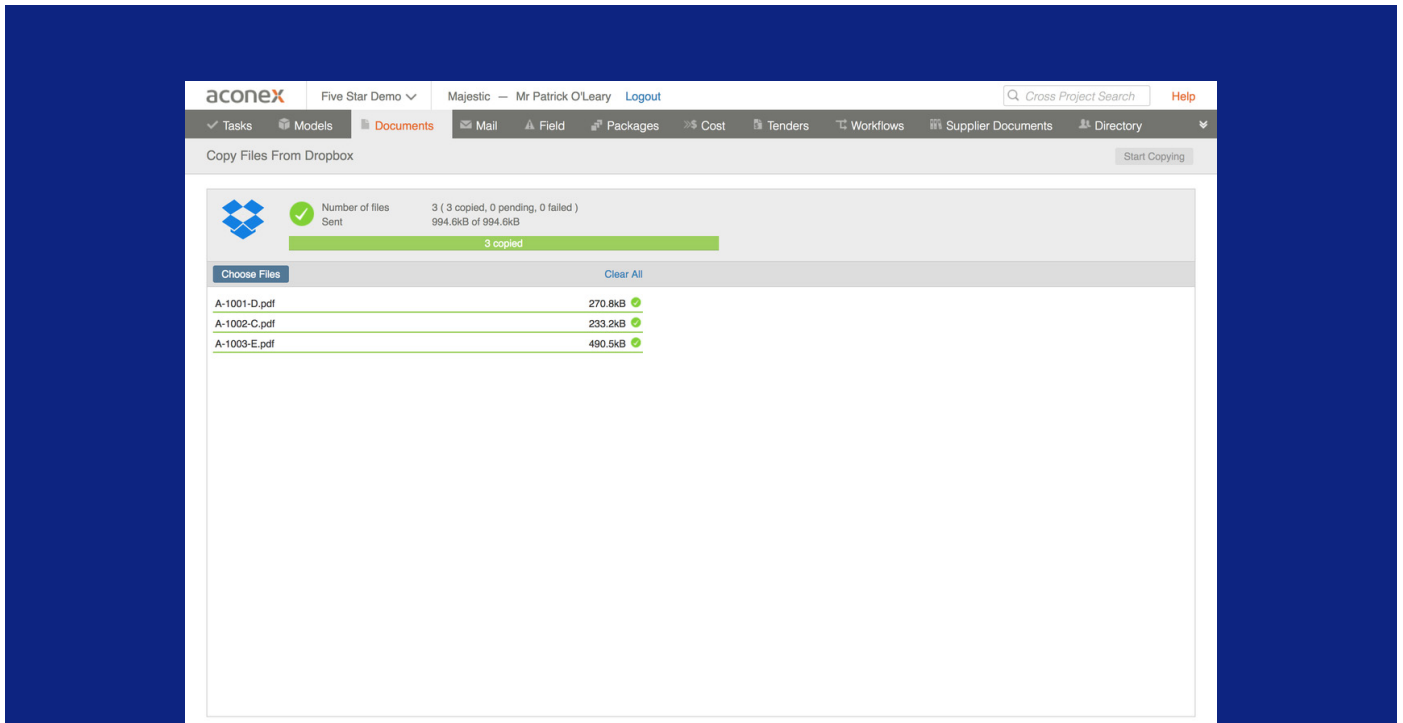 aconex Five Star Demo Majestic — Mr Patrick O'Leary Logout Cross Project Search Help
Tasks Models Documents Mail Field Packages Cost Tenders Workflows Supplier Documents Directory
Copy Files From Dropbox Start Copying
Number of files 3 ( 3 copied, 0 pending, 0 failed )
Sent 994.6kB of 994.6kB
3 copied
Choose Files Clear All
A-1001-D.pdf 270.8kB
A-1002-C.pdf 233.2kB
A-1003-E.pdf 490.5kB